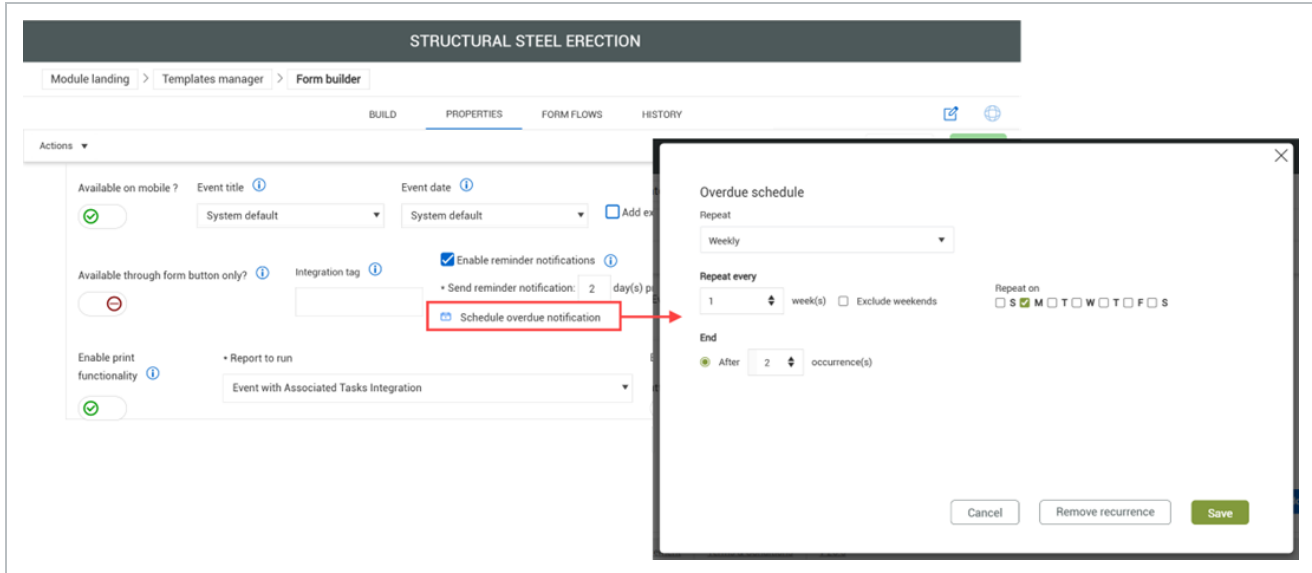 STRUCTURAL STEEL ERECTION
Module landing > Templates manager > Form builder
BUILD PROPERTIES FORM FLOWS HISTORY
Actions
Available on mobile ? Event title Event date
System default System default Add ex
Available through form button only? Integration tag Enable reminder notifications
• Send reminder notification: 2 day(s) p
Schedule overdue notification
Enable print
functionality
• Report to run
Event with Associated Tasks Integration
Overdue schedule
Repeat
Weekly
Repeat every
1 week(s) Exclude weekends
Repeat on
S M T W T F S
End
After 2 occurrence(s)
Cancel Remove recurrence Save